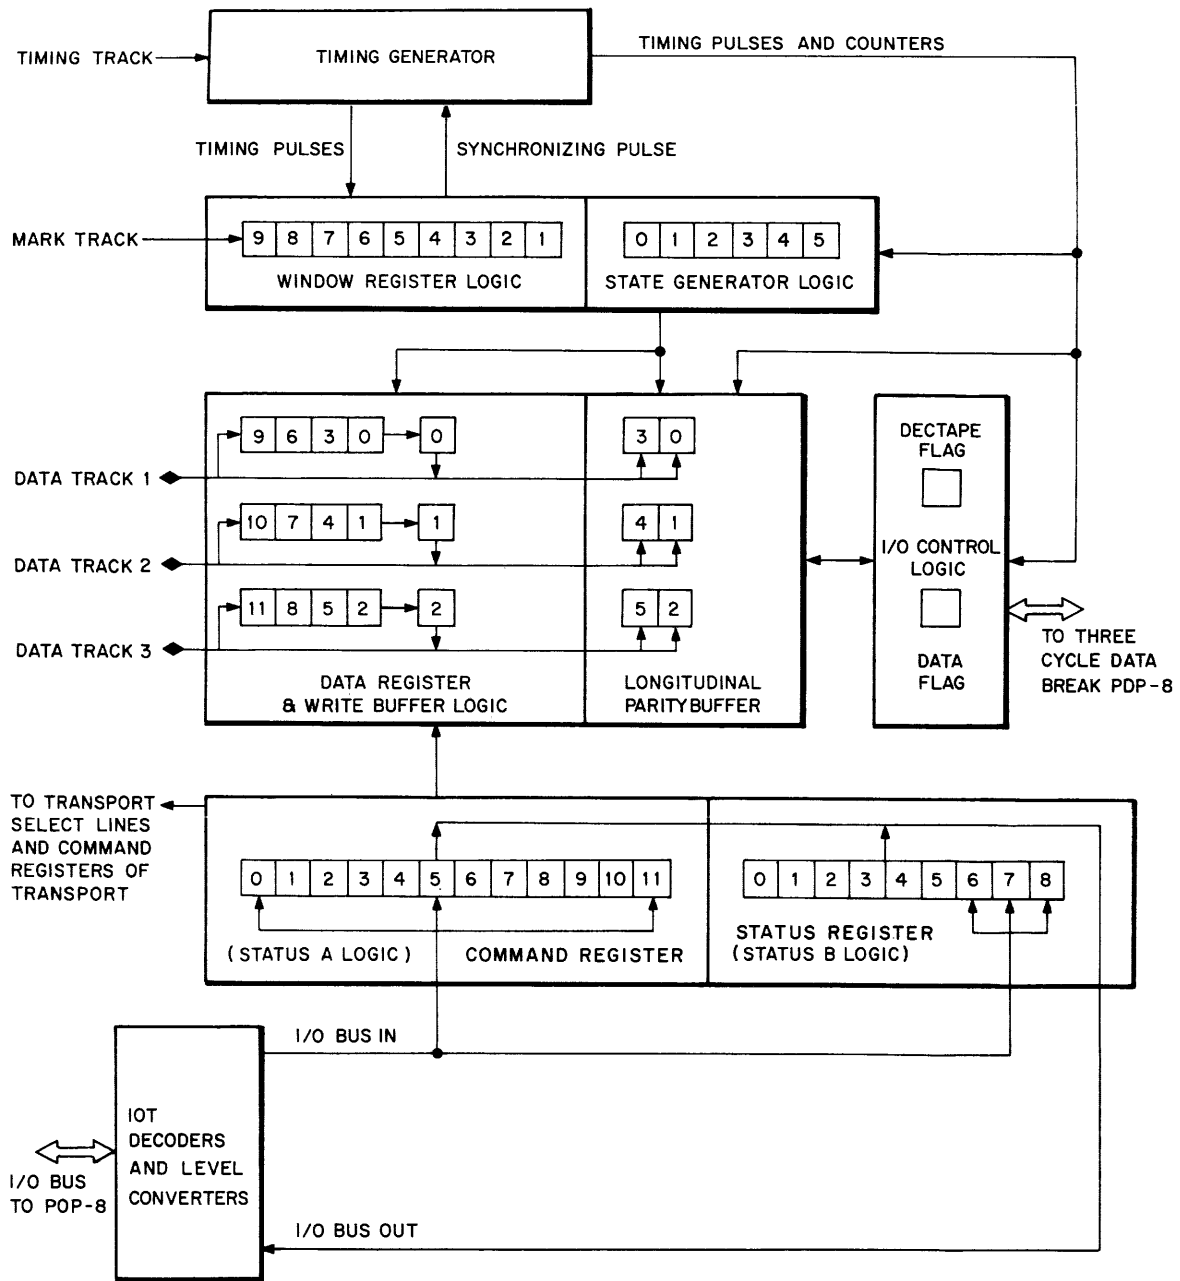 TIMING TRACK
TIMING GENERATOR
TIMING PULSES AND COUNTERS
TIMING PULSES
SYNCHRONIZING PULSE
MARK TRACK
9 8 7 6 5 4 3 2 1
0 1 2 3 4 5
WINDOW REGISTER LOGIC
STATE GENERATOR LOGIC
9 6 3 0
0
3 0
DATA TRACK 1
10 7 4 1
1
4 1
DATA TRACK 2
11 8 5 2
2
5 2
DATA TRACK 3
DATA REGISTER
& WRITE BUFFER LOGIC
LONGITUDINAL
PARITY BUFFER
DECTAPE
FLAG
I/O CONTROL
LOGIC
DATA
FLAG
TO THREE
CYCLE DATA
BREAK PDP-8
TO TRANSPORT
SELECT LINES
AND COMMAND
REGISTERS OF
TRANSPORT
0 1 2 3 4 5 6 7 8 9 10 11
(STATUS A LOGIC)
COMMAND REGISTER
0 1 2 3 4 5 6 7 8
STATUS REGISTER
(STATUS B LOGIC)
I/O BUS IN
IOT
DECODERS
AND LEVEL
CONVERTERS
I/O BUS
TO POP-8
I/O BUS OUT